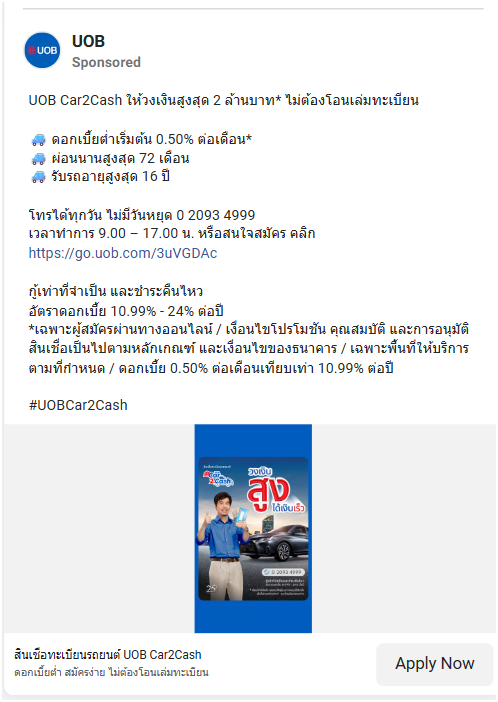 UOB
UOB
Sponsored
UOB Car2Cash ให้วงเงินสูงสุด 2 ล้านบาท* ไม่ต้องโอนเล่มทะเบียน
ดอกเบี้ยต่ำเริ่มต้น 0.50% ต่อเดือน*
ผ่อนนานสูงสุด 72 เดือน
รับรถอายุสูงสุด 16 ปี
โทรได้ทุกวัน ไม่มีวันหยุด 0 2093 4999
เวลาทำการ 9.00 – 17.00 น. หรือสนใจสมัคร คลิก
https://go.uob.com/3uVGDAc
กู้เท่าที่จำเป็น และชำระคืนไหว
อัตราดอกเบี้ย 10.99% - 24% ต่อปี
*เฉพาะผู้สมัครผ่านทางออนไลน์ / เงื่อนไขโปรโมชัน คุณสมบัติ และการอนุมัติ
สินเชื่อเป็นไปตามหลักเกณฑ์ และเงื่อนไขของธนาคาร / เฉพาะพื้นที่ให้บริการ
ตามที่กำหนด / ดอกเบี้ย 0.50% ต่อเดือนเทียบเท่า 10.99% ต่อปี
#UOBCar2Cash
Car
2Cash
วงเงิน
สูง
ได้เงินเร็ว
0 2093 4999
25
สินเชื่อทะเบียนรถยนต์ UOB Car2Cash
ดอกเบี้ยต่ำ สมัครง่าย ไม่ต้องโอนเล่มทะเบียน
Apply Now